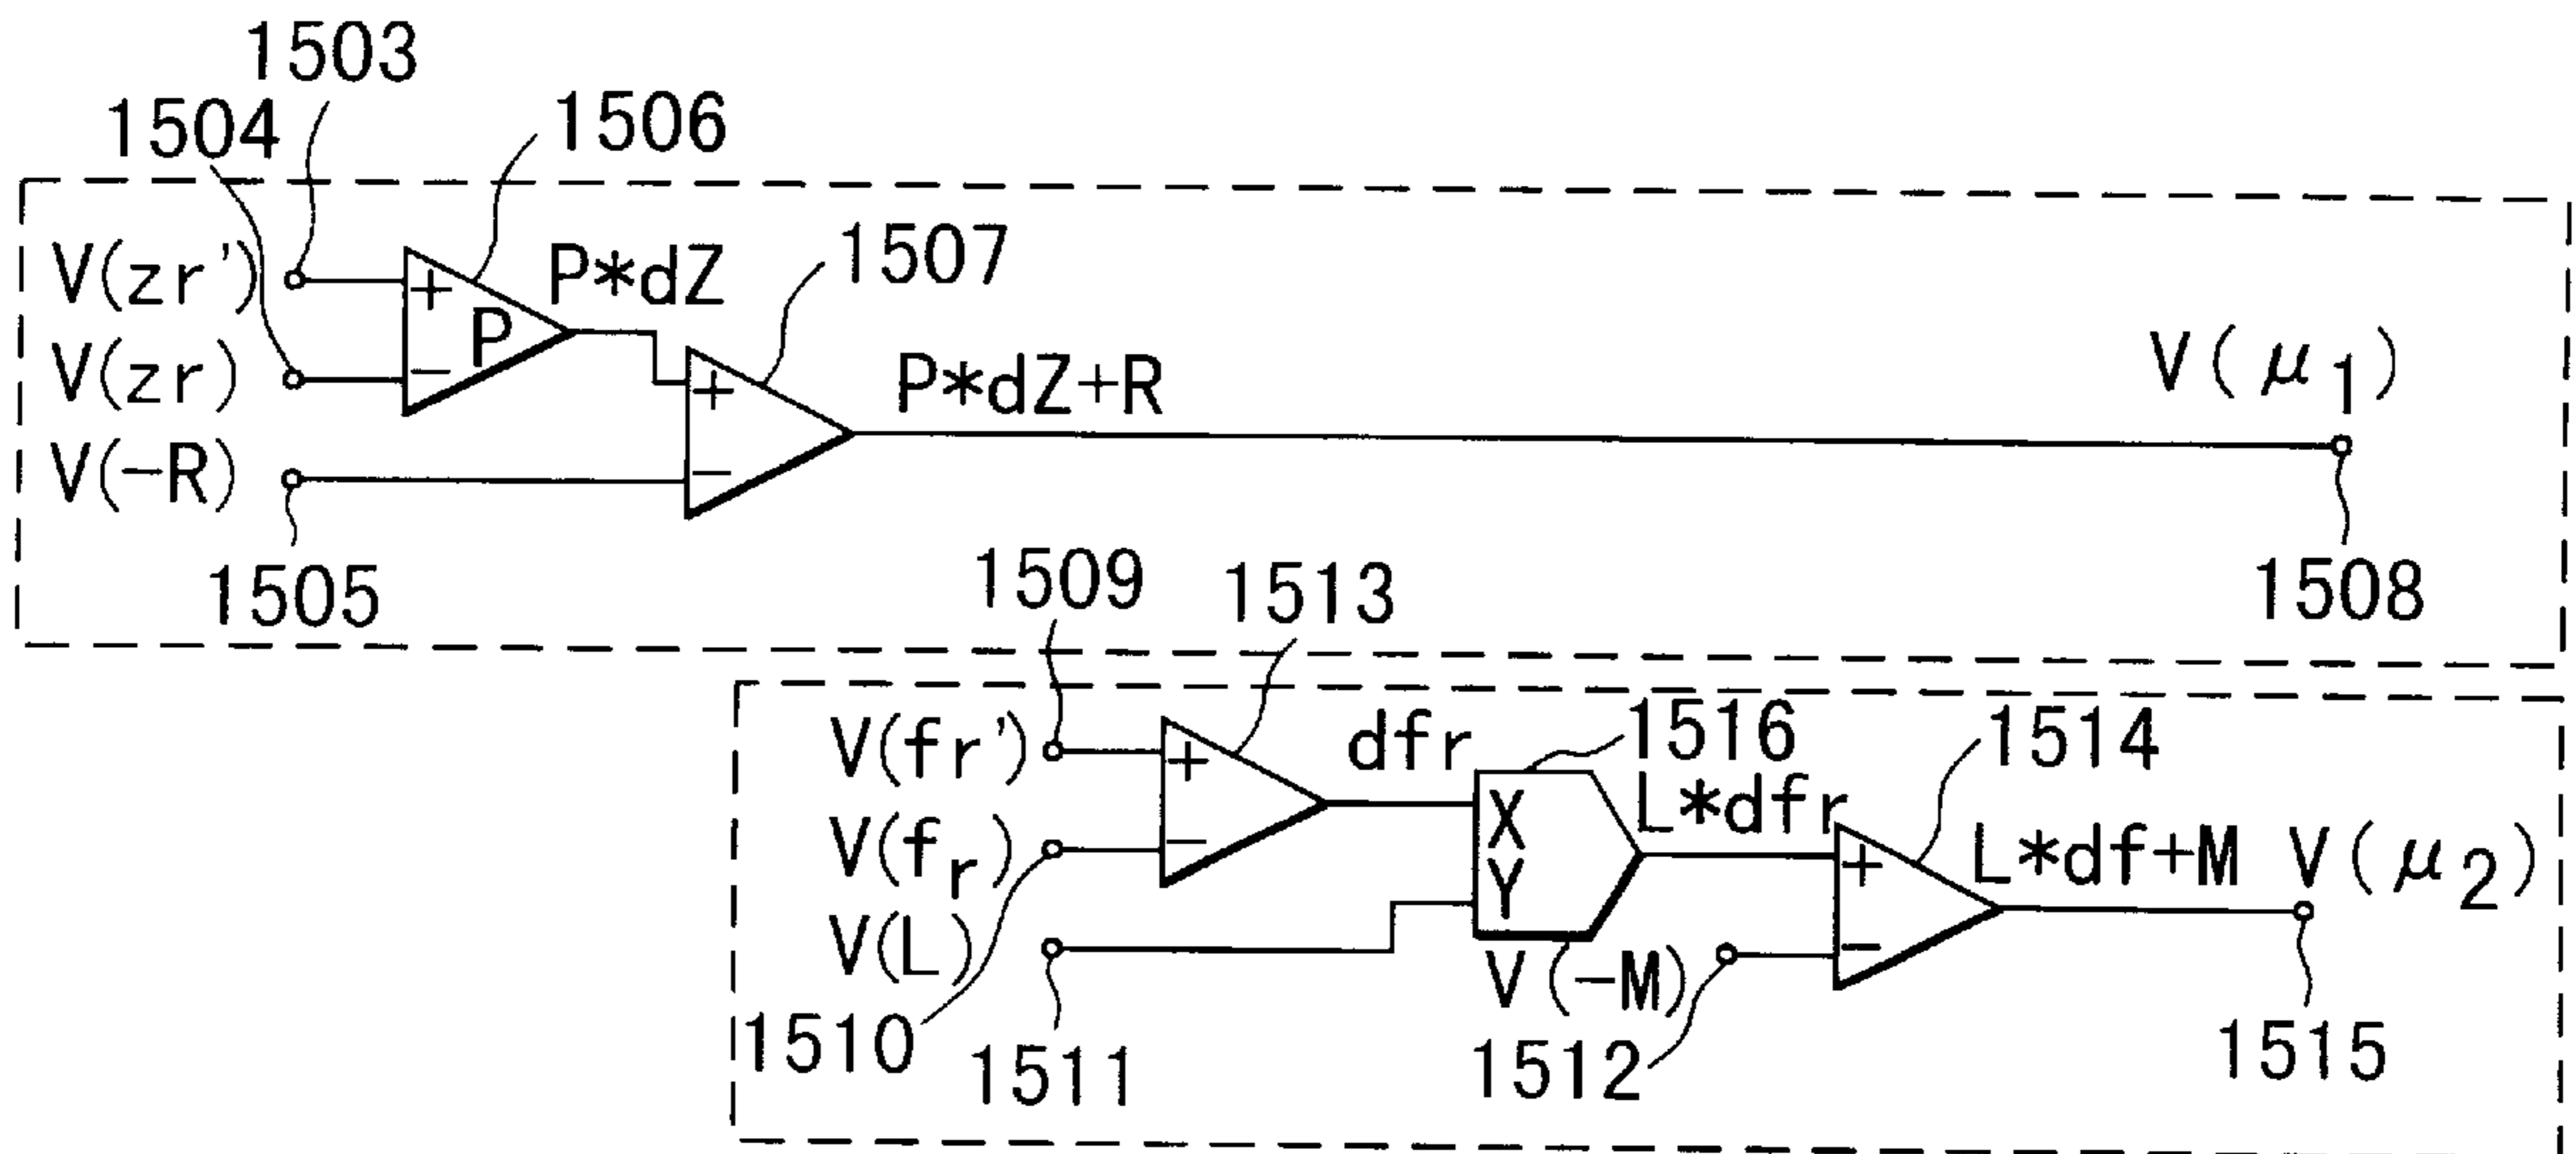 1503
1504
1506
V(zr')
+
P*dZ
1507
P
V(zr)
−
+
P*dZ+R
V(μ1)
V(-R)
−
1505
1508
1509
1513
V(fr')
+
dfr
1516
1514
X
L*dfr
V(fr)
−
Y
+
L*df+M
V(μ2)
V(L)
V(-M)
−
1510
1511
1512
1515